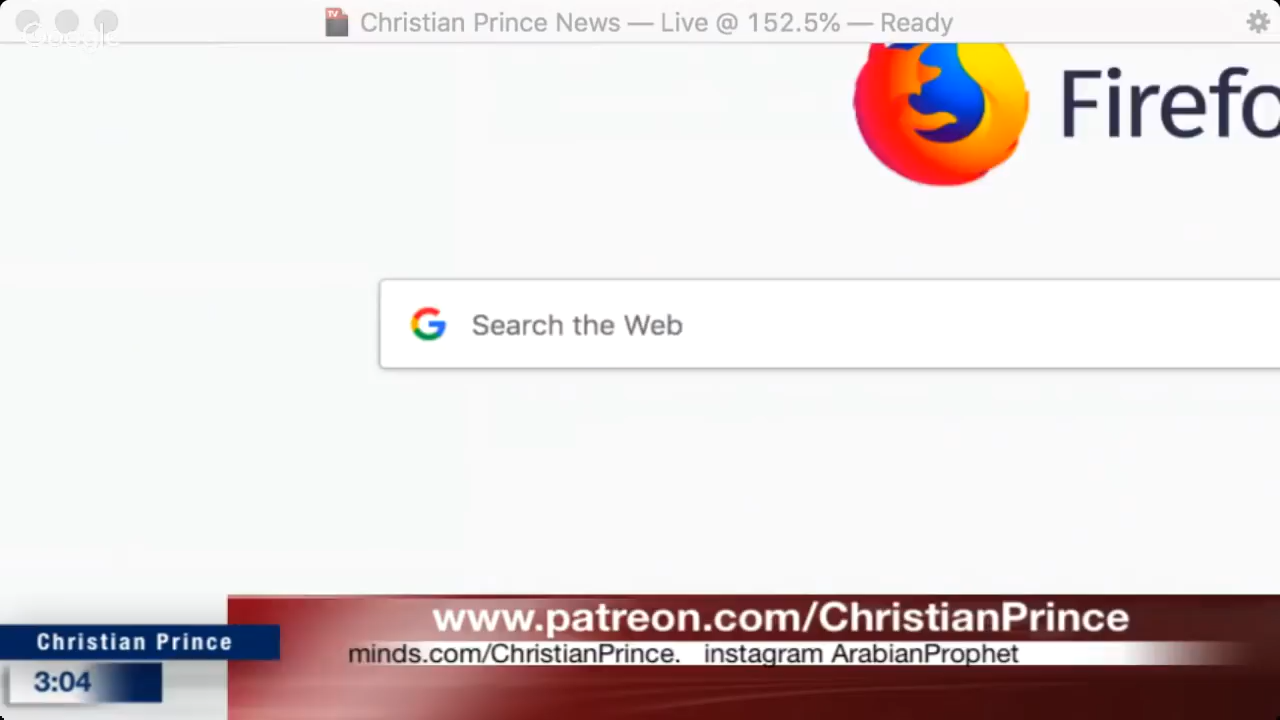 Christian Prince News — Live @ 152.5% — Ready
Google
Firefo
Search the Web
www.patreon.com/ChristianPrince
minds.com/ChristianPrince. instagram ArabianProphet
Christian Prince
3:04